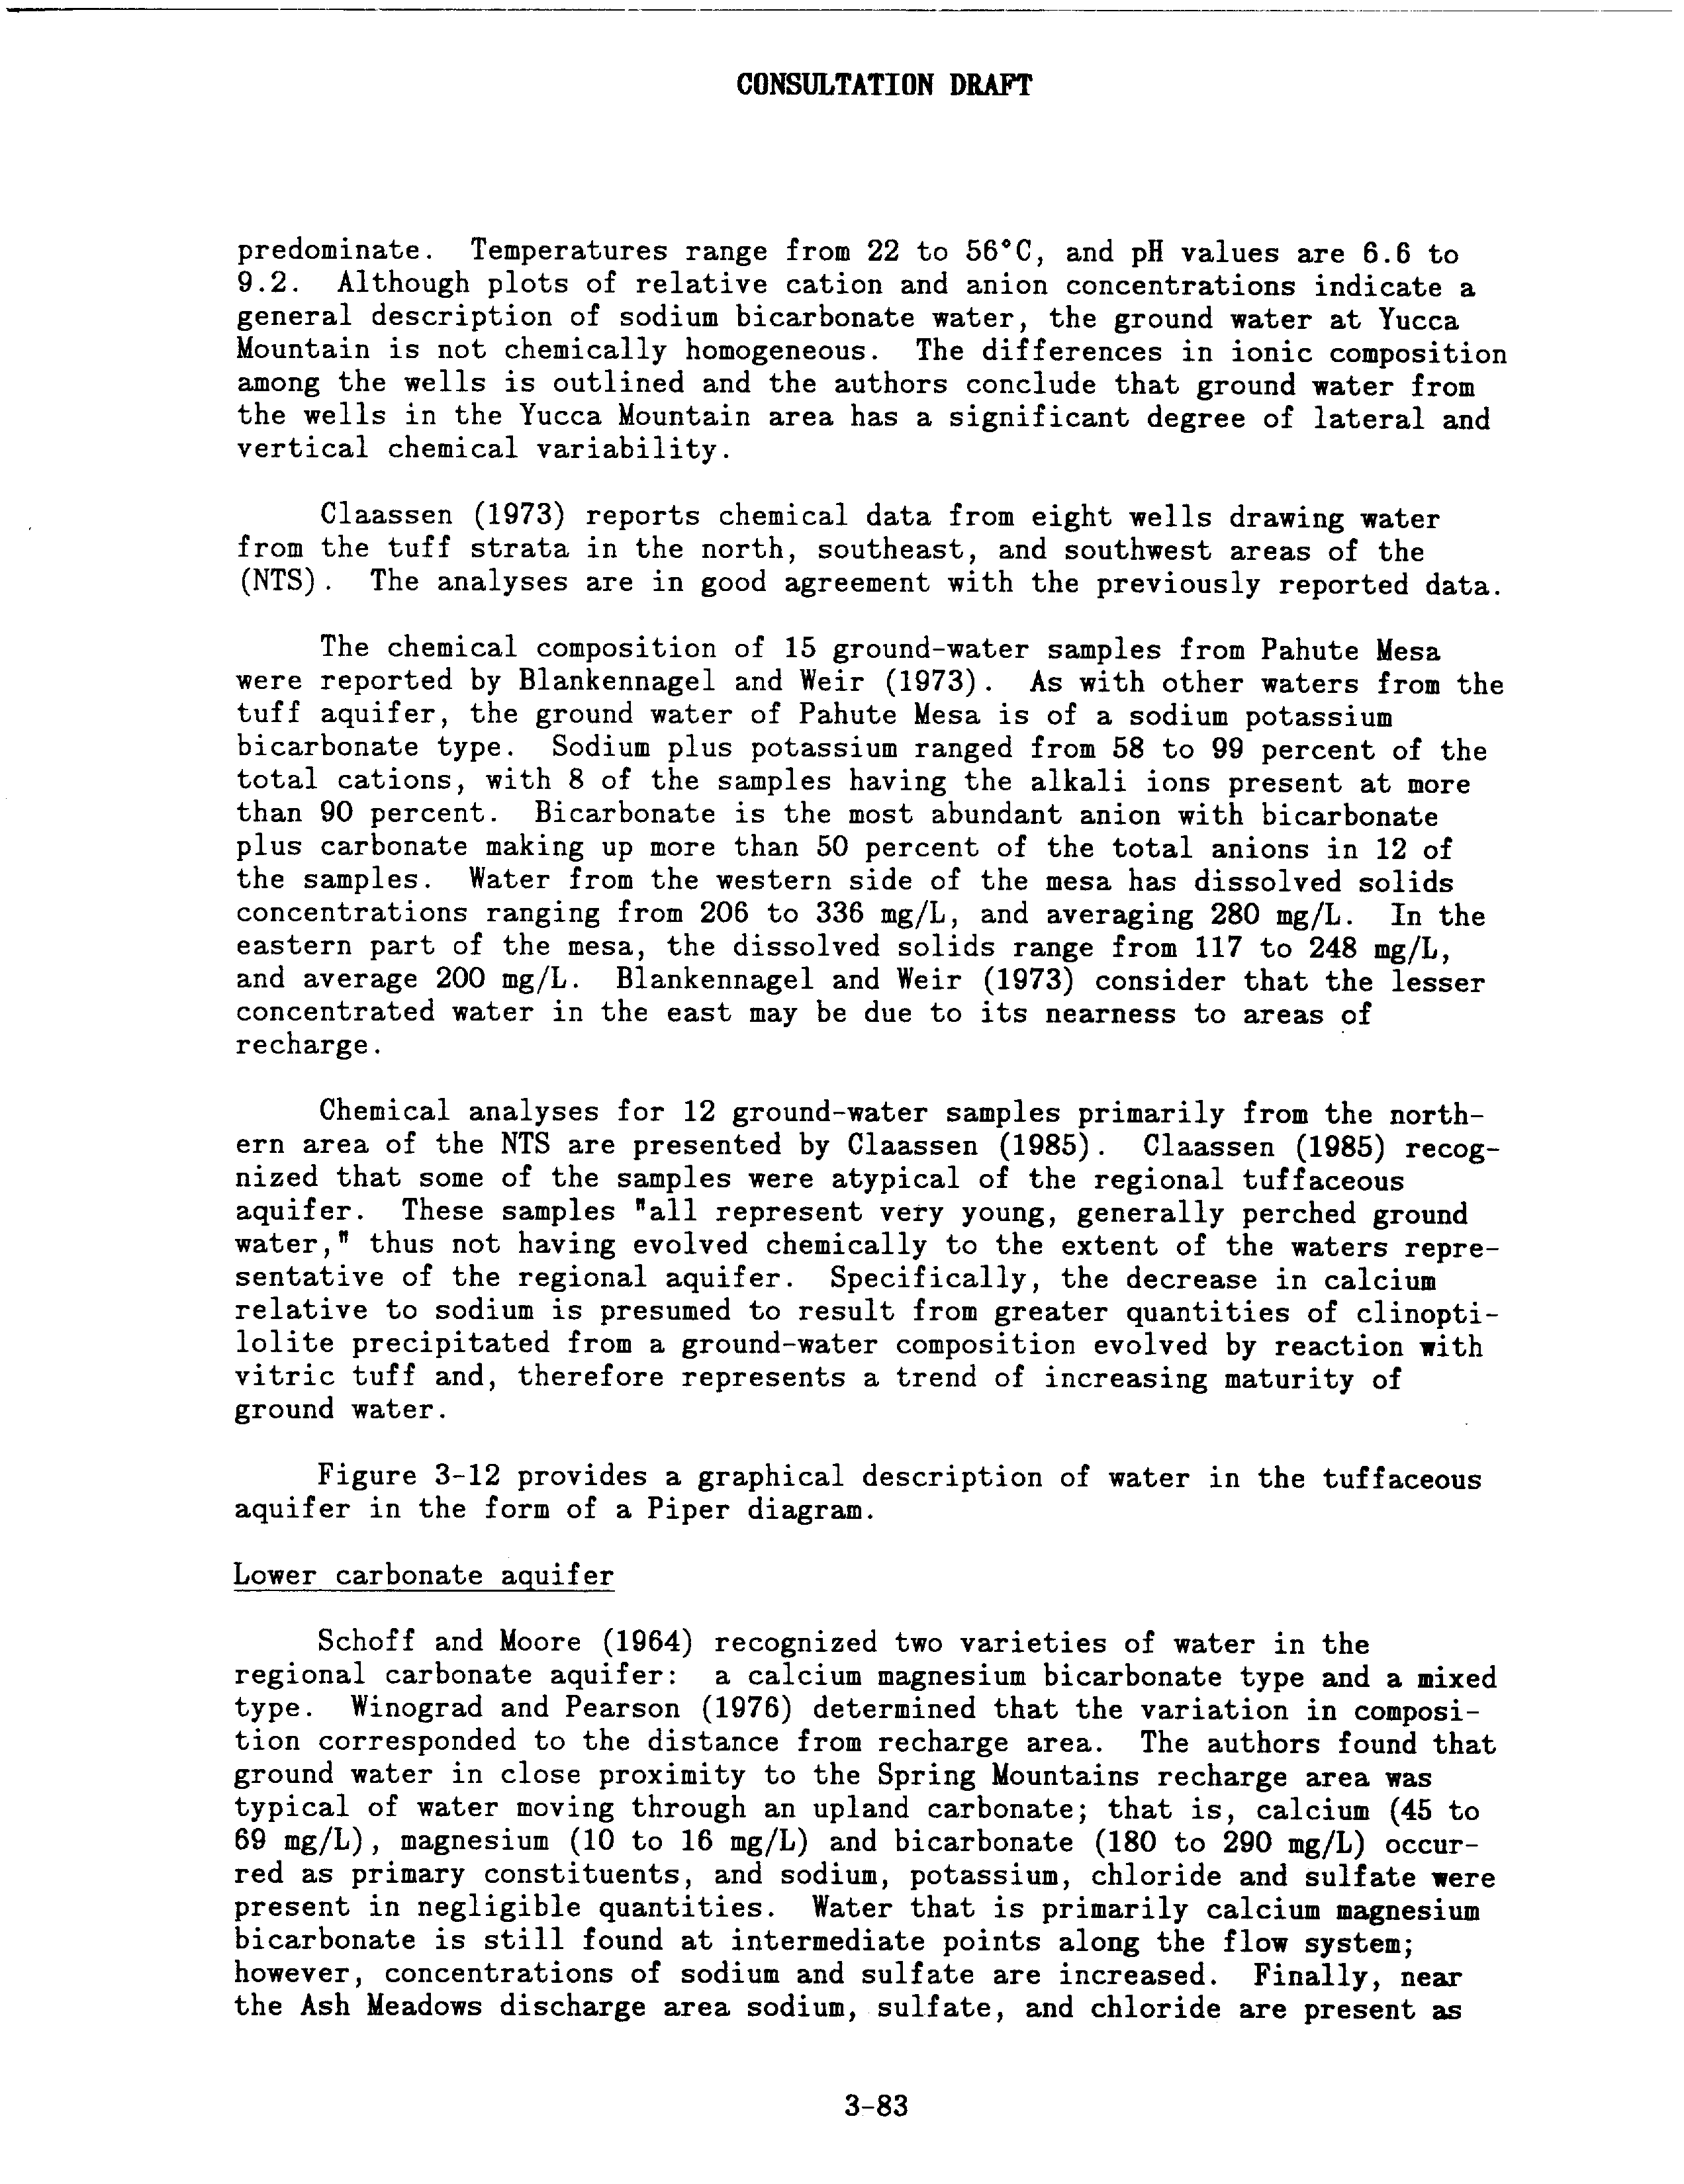 CONSULTATION DRAFT
predominate. Temperatures range from 22 to 56°C, and pH values are 6.6 to
9.2. Although plots of relative cation and anion concentrations indicate a
general description of sodium bicarbonate water, the ground water at Yucca
Mountain is not chemically homogeneous. The differences in ionic composition
among the wells is outlined and the authors conclude that ground water from
the wells in the Yucca Mountain area has a significant degree of lateral and
vertical chemical variability.
Claassen (1973) reports chemical data from eight wells drawing water
from the tuff strata in the north, southeast, and southwest areas of the
(NTS). The analyses are in good agreement with the previously reported data.
The chemical composition of 15 ground-water samples from Pahute Mesa
were reported by Blankennagel and Weir (1973). As with other waters from the
tuff aquifer, the ground water of Pahute Mesa is of a sodium potassium
bicarbonate type. Sodium plus potassium ranged from 58 to 99 percent of the
total cations, with 8 of the samples having the alkali ions present at more
than 90 percent. Bicarbonate is the most abundant anion with bicarbonate
plus carbonate making up more than 50 percent of the total anions in 12 of
the samples. Water from the western side of the mesa has dissolved solids
concentrations ranging from 206 to 336 mg/L, and averaging 280 mg/L. In the
eastern part of the mesa, the dissolved solids range from 117 to 248 mg/L,
and average 200 mg/L. Blankennagel and Weir (1973) consider that the lesser
concentrated water in the east may be due to its nearness to areas of
recharge.
Chemical analyses for 12 ground-water samples primarily from the north-
ern area of the NTS are presented by Claassen (1985). Claassen (1985) recog-
nized that some of the samples were atypical of the regional tuffaceous
aquifer. These samples "all represent very young, generally perched ground
water," thus not having evolved chemically to the extent of the waters repre-
sentative of the regional aquifer. Specifically, the decrease in calcium
relative to sodium is presumed to result from greater quantities of clinopti-
lolite precipitated from a ground-water composition evolved by reaction with
vitric tuff and, therefore represents a trend of increasing maturity of
ground water.
Figure 3-12 provides a graphical description of water in the tuffaceous
aquifer in the form of a Piper diagram.
Lower carbonate aquifer
Schoff and Moore (1964) recognized two varieties of water in the
regional carbonate aquifer: a calcium magnesium bicarbonate type and a mixed
type. Winograd and Pearson (1976) determined that the variation in composi-
tion corresponded to the distance from recharge area. The authors found that
ground water in close proximity to the Spring Mountains recharge area was
typical of water moving through an upland carbonate; that is, calcium (45 to
69 mg/L), magnesium (10 to 16 mg/L) and bicarbonate (180 to 290 mg/L) occur-
red as primary constituents, and sodium, potassium, chloride and sulfate were
present in negligible quantities. Water that is primarily calcium magnesium
bicarbonate is still found at intermediate points along the flow system;
however, concentrations of sodium and sulfate are increased. Finally, near
the Ash Meadows discharge area sodium, sulfate, and chloride are present as
3-83